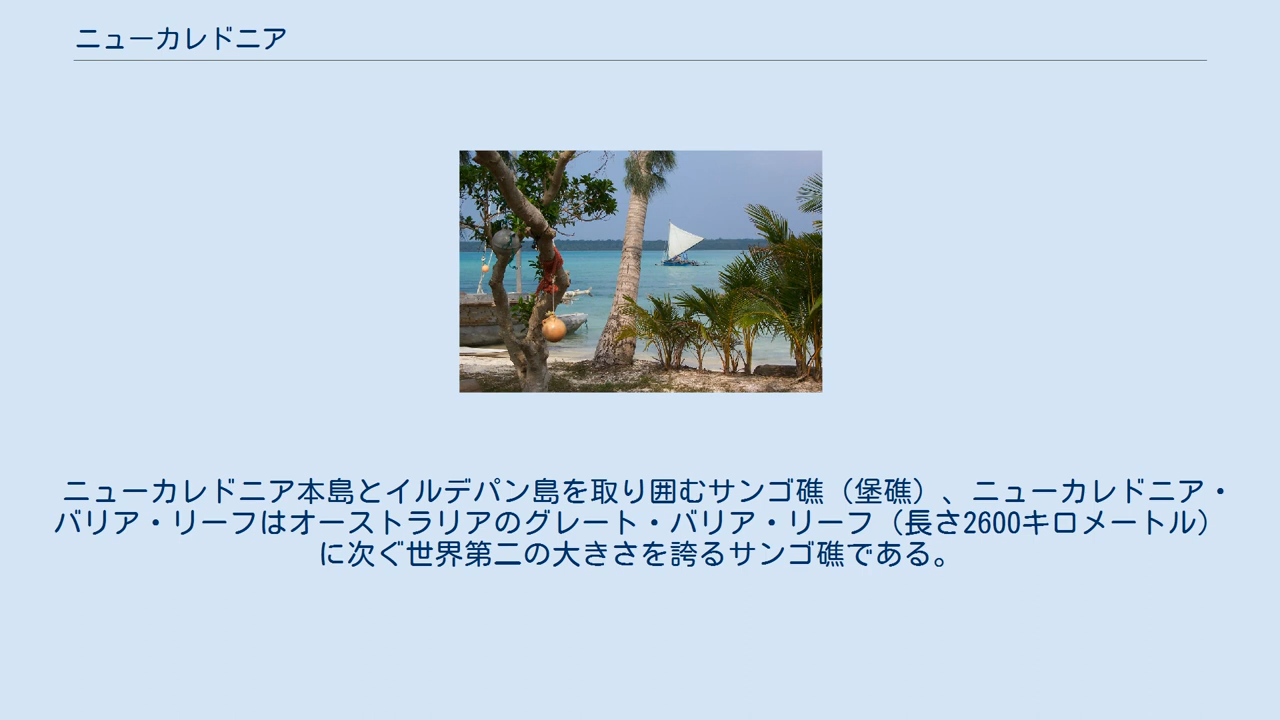 ニューカレドニア
ニューカレドニア本島とイルデパン島を取り囲むサンゴ礁（堡礁）、ニューカレドニア・
バリア・リーフはオーストラリアのグレート・バリア・リーフ（長さ2600キロメートル）
に次ぐ世界第二の大きさを誇るサンゴ礁である。